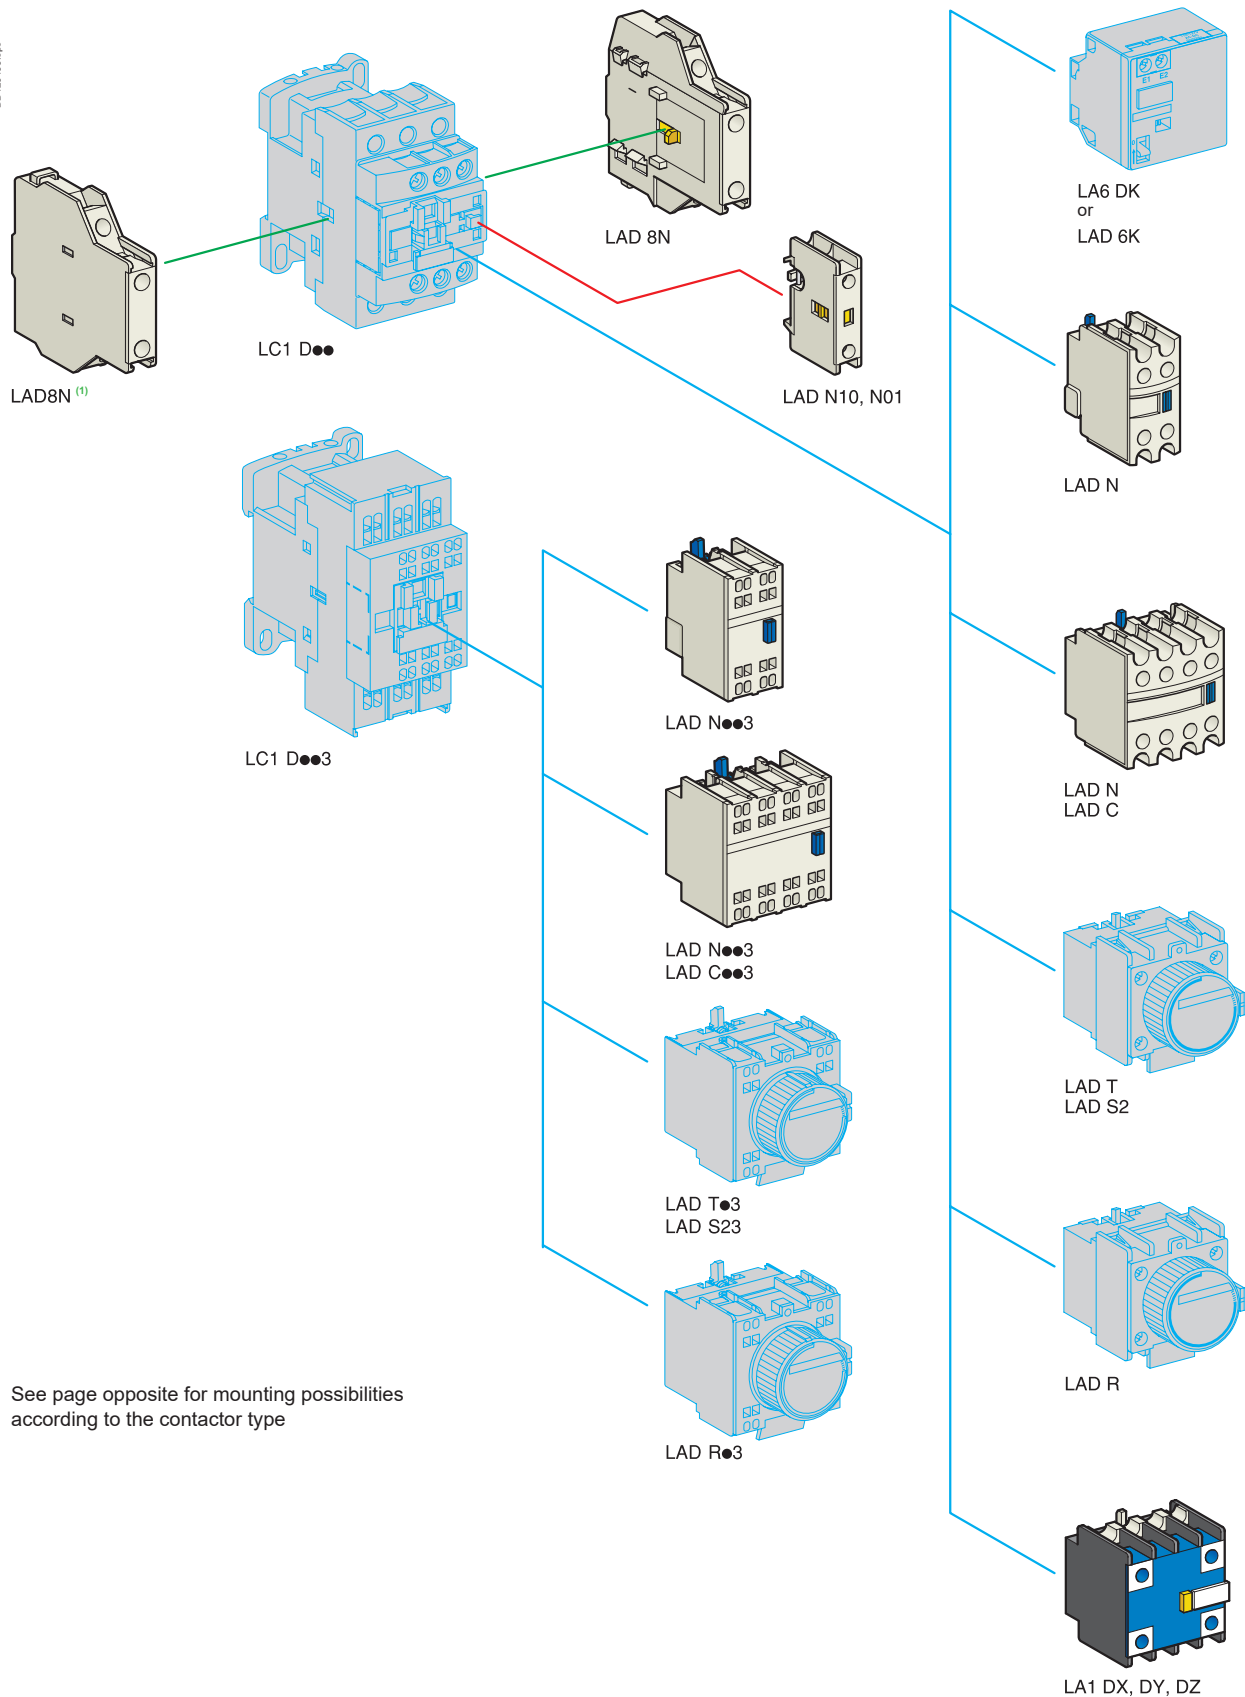 E1 E2
LA6 DK
or
LAD 6K
LAD 8N
LC1 D●●
LAD8N (1)
LAD N10, N01
LAD N
LAD N●●3
LC1 D●●3
LAD N
LAD C
LAD N●●3
LAD C●●3
LAD T
LAD S2
LAD T●3
LAD S23
LAD R
See page opposite for mounting possibilities
according to the contactor type
LAD R●3
LA1 DX, DY, DZ